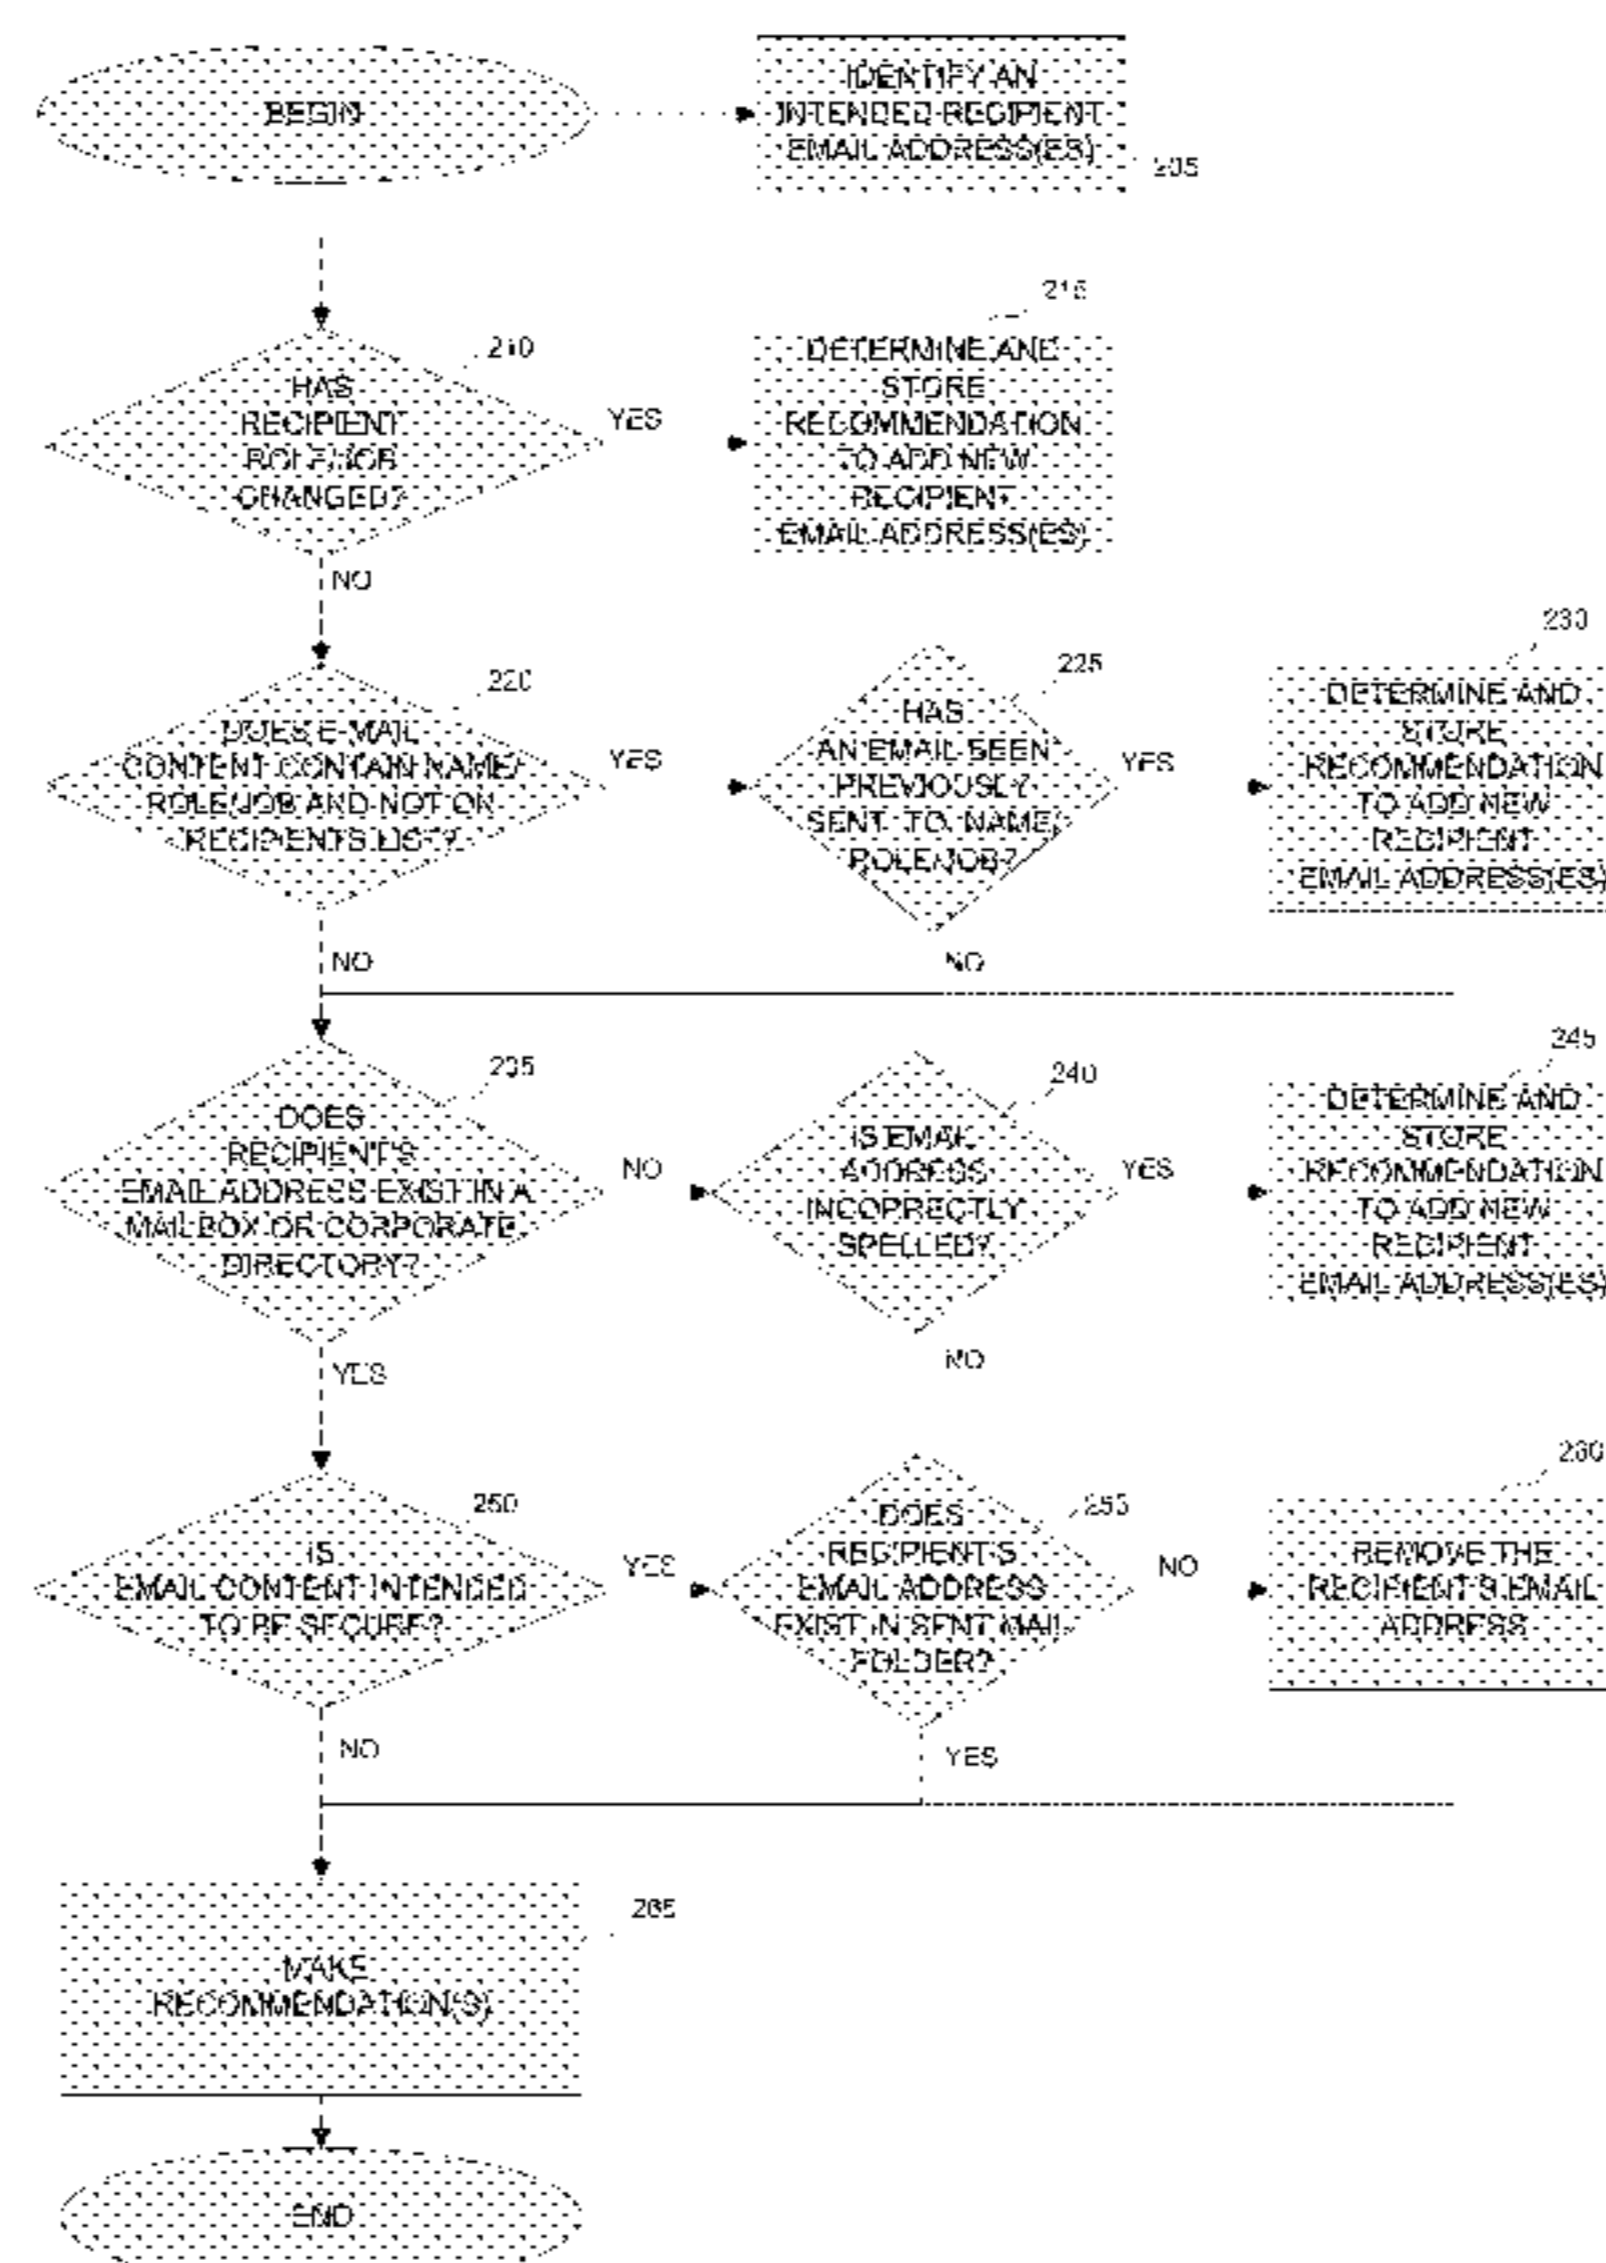 BEGIN
IDENTIFY AN
INTENDED RECIPIENT
EMAIL ADDRESS(ES)
205
210
HAS
RECIPIENT
ROLE/JOB
CHANGED?
YES
NO
215
DETERMINE AND
STORE
RECOMMENDATION
TO ADD NEW
RECIPIENT
EMAIL ADDRESS(ES)
220
DOES E-MAIL
CONTENT CONTAIN NAME/
ROLE/JOB AND NOT ON
RECIPIENTS LIST?
YES
NO
225
HAS
AN EMAIL BEEN
PREVIOUSLY
SENT TO NAME/
ROLE/JOB?
YES
NO
230
DETERMINE AND
STORE
RECOMMENDATION
TO ADD NEW
RECIPIENT
EMAIL ADDRESS(ES)
235
DOES
RECIPIENT'S
EMAIL ADDRESS EXIST IN A
MAILBOX OR CORPORATE
DIRECTORY?
NO
YES
240
IS EMAIL
ADDRESS
INCORRECTLY
SPELLED?
YES
NO
245
DETERMINE AND
STORE
RECOMMENDATION
TO ADD NEW
RECIPIENT
EMAIL ADDRESS(ES)
250
IS
EMAIL CONTENT INTENDED
TO BE SECURE?
YES
NO
255
DOES
RECIPIENT'S
EMAIL ADDRESS
EXIST IN SENT MAIL
FOLDER?
NO
YES
260
REMOVE THE
RECIPIENT'S EMAIL
ADDRESS
265
MAKE
RECOMMENDATION(S)
END